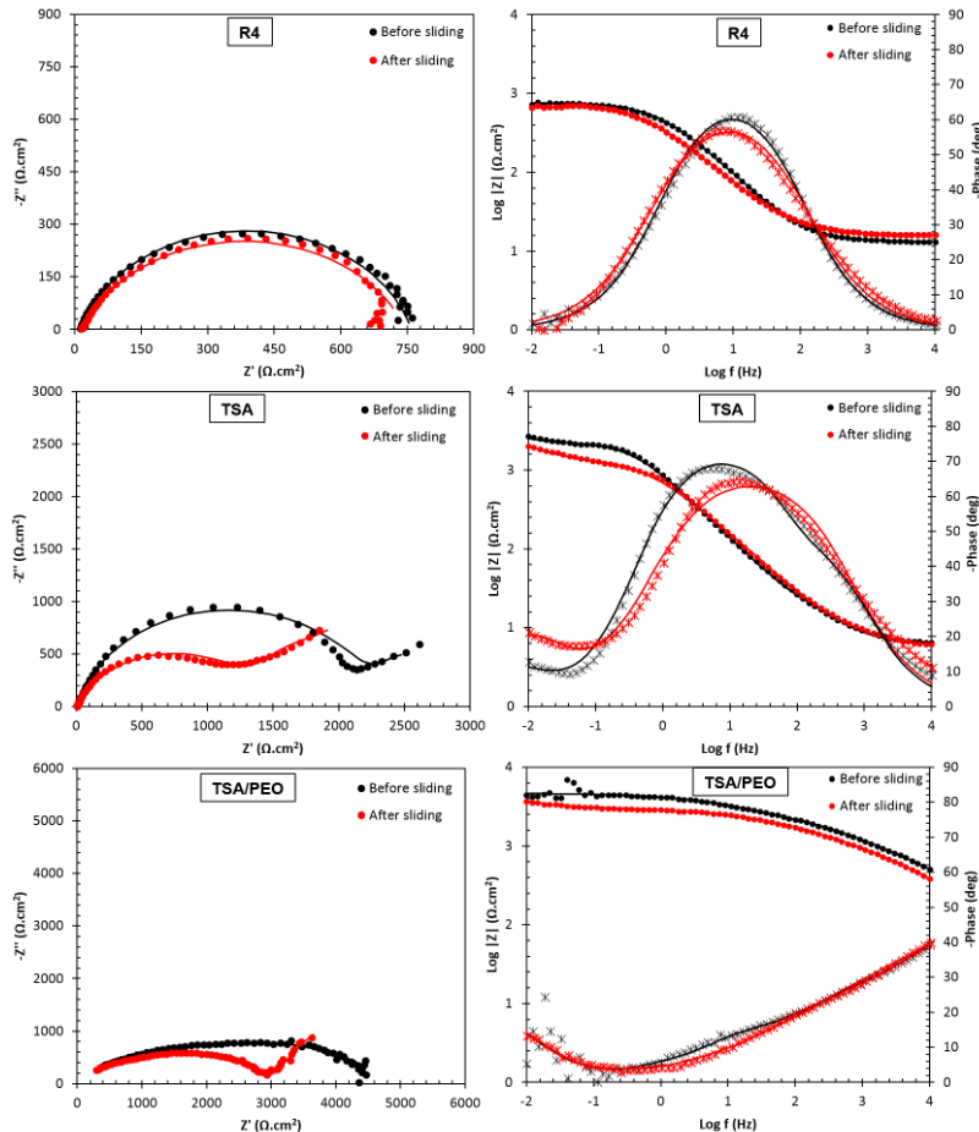 R4
Before sliding
After sliding
900
750
600
450
300
150
0
-Z'' (Ω.cm²)
0 150 300 450 600 750 900
Z' (Ω.cm²)
R4
Before sliding
After sliding
4
3
2
1
0
Log |Z| (Ω.cm²)
90
80
70
60
50
40
30
20
10
0
-Phase (deg)
-2 -1 0 1 2 3 4
Log f (Hz)
TSA
Before sliding
After sliding
3000
2500
2000
1500
1000
500
0
-Z'' (Ω.cm²)
0 500 1000 1500 2000 2500 3000
Z' (Ω.cm²)
TSA
Before sliding
After sliding
4
3
2
1
0
Log |Z| (Ω.cm²)
90
80
70
60
50
40
30
20
10
0
-Phase (deg)
-2 -1 0 1 2 3 4
Log f (Hz)
TSA/PEO
Before sliding
After sliding
6000
5000
4000
3000
2000
1000
0
-Z'' (Ω.cm²)
0 1000 2000 3000 4000 5000 6000
Z' (Ω.cm²)
TSA/PEO
Before sliding
After sliding
4
3
2
1
0
Log |Z| (Ω.cm²)
90
80
70
60
50
40
30
20
10
0
-Phase (deg)
-2 -1 0 1 2 3 4
Log f (Hz)